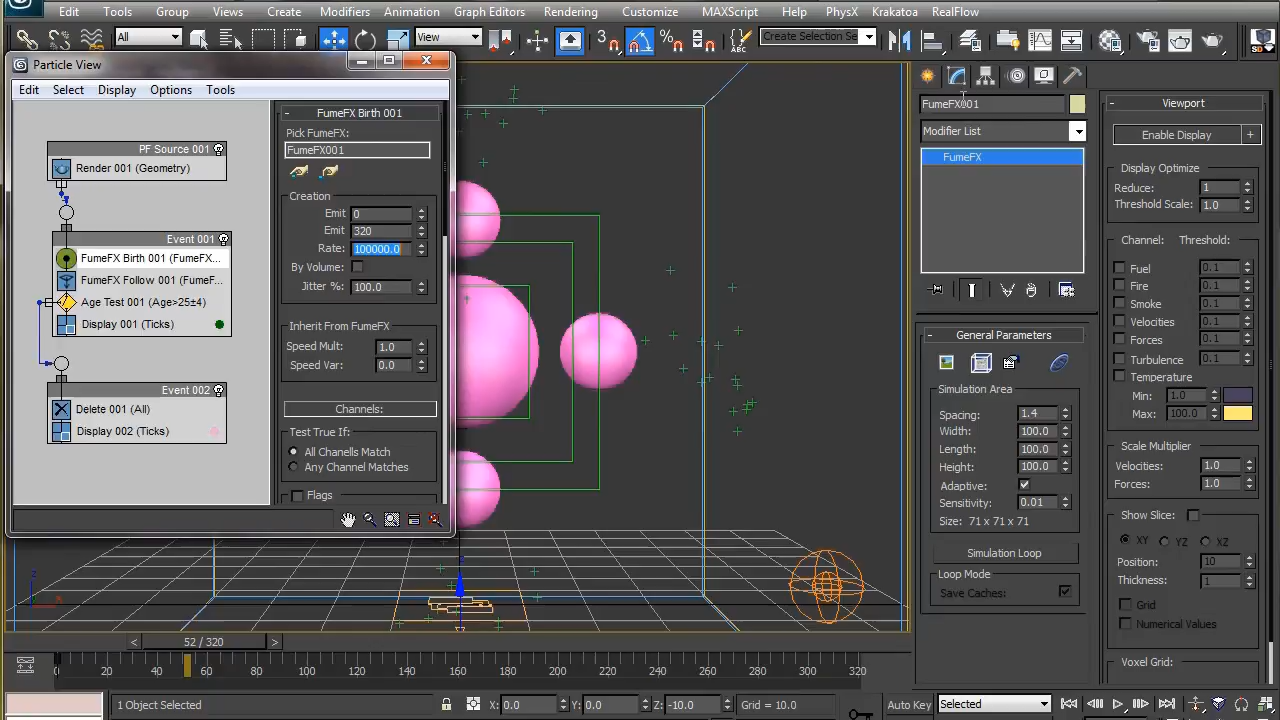 Edit Tools Group Views Create Modifiers Animation Graph Editors Rendering Customize MAXScript Help PhysX Krakatoa RealFlow
All View 3 Create Selection Se
Particle View
Edit Select Display Options Tools
PF Source 001
Render 001 (Geometry)
Event 001
FumeFX Birth 001 (FumeFX...
FumeFX Follow 001 (FumeF...
Age Test 001 (Age>25±4)
Display 001 (Ticks)
Event 002
Delete 001 (All)
Display 002 (Ticks)
- FumeFX Birth 001
Pick FumeFX:
FumeFX001
Creation
Emit 0
Emit 320
Rate: 100000.0
By Volume:
Jitter %: 100.0
Inherit From FumeFX
Speed Mult: 1.0
Speed Var: 0.0
Channels:
Test True If:
All Chanells Match
Any Channel Matches
Flags
FumeFX001
Modifier List
FumeFX
- General Parameters
Simulation Area
Spacing: 1.4
Width: 100.0
Length: 100.0
Height: 100.0
Adaptive:
Sensitivity: 0.01
Size: 71 x 71 x 71
Simulation Loop
Loop Mode
Save Caches:
- Viewport
Enable Display +
Display Optimize
Reduce: 1
Threshold Scale: 1.0
Channel: Threshold:
Fuel 0.1
Fire 0.1
Smoke 0.1
Velocities 0.1
Forces 0.1
Turbulence 0.1
Temperature
Min: 1.0
Max: 100.0
Scale Multiplier
Velocities: 1.0
Forces: 1.0
Show Slice:
XY YZ XZ
Position: 10
Thickness: 1
Grid
Numerical Values
Voxel Grid:
< 52 / 320 >
0 20 40 60 80 100 120 140 160 180 200 220 240 260 280 300 320
1 Object Selected X: 0.0 Y: 0.0 Z: -10.0 Grid = 10.0 Auto Key Selected